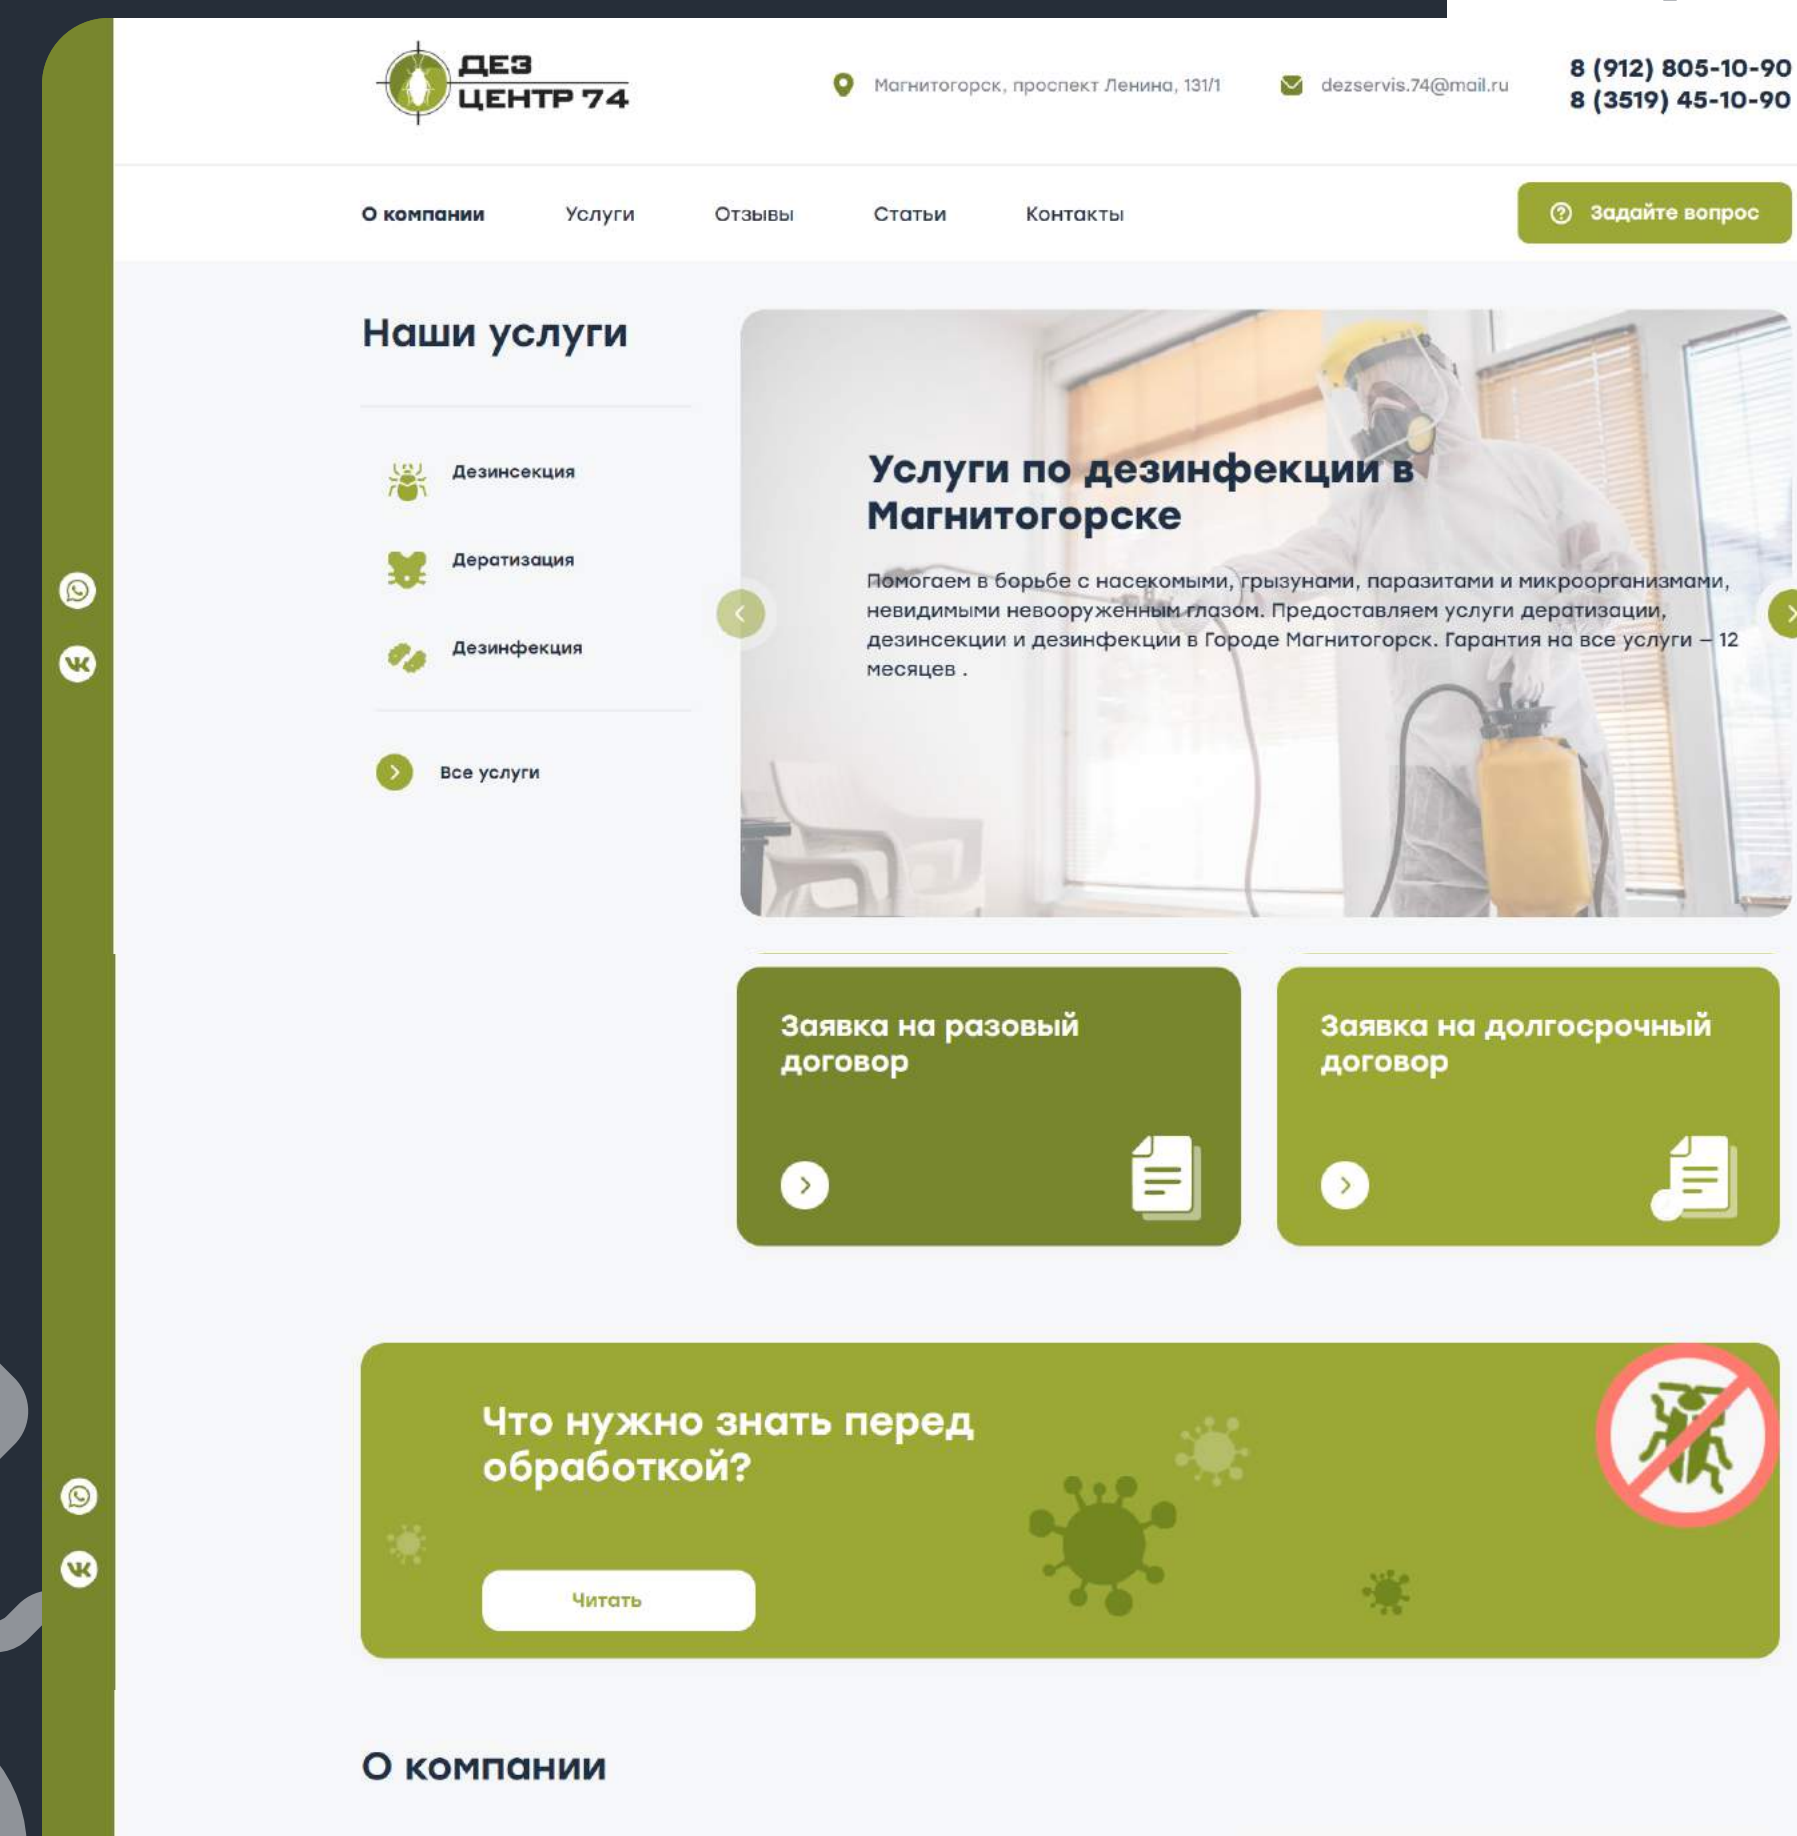 ДЕЗ
ЦЕНТР 74
Магнитогорск, проспект Ленина, 131/1
dezservis.74@mail.ru
8 (912) 805-10-90
8 (3519) 45-10-90
О компании
Услуги
Отзывы
Статьи
Контакты
Задайте вопрос
Наши услуги
Дезинсекция
Дератизация
Дезинфекция
Все услуги
Услуги по дезинфекции в
Магнитогорске
Помогаем в борьбе с насекомыми, грызунами, паразитами и микроорганизмами,
невидимыми невооруженным глазом. Предоставляем услуги дератизации,
дезинсекции и дезинфекции в Городе Магнитогорск. Гарантия на все услуги – 12
месяцев .
Заявка на разовый
договор
Заявка на долгосрочный
договор
Что нужно знать перед
обработкой?
Читать
О компании